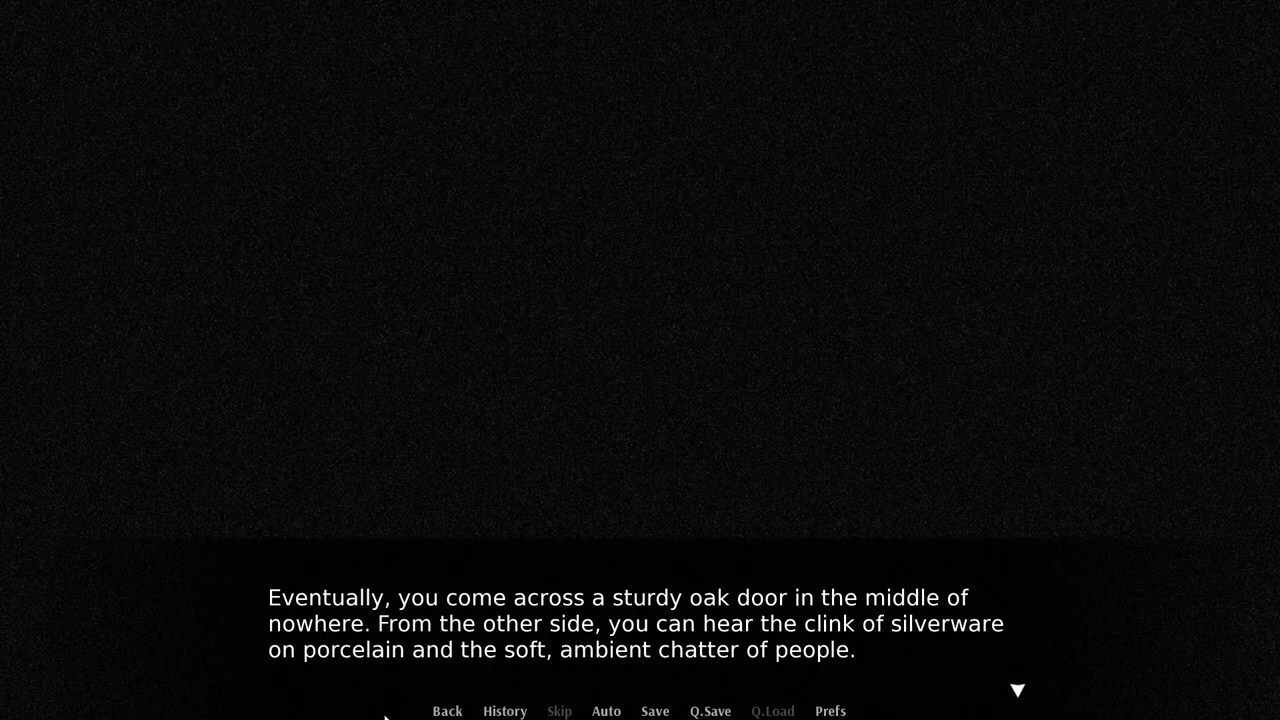 Eventually, you come across a sturdy oak door in the middle of
nowhere. From the other side, you can hear the clink of silverware
on porcelain and the soft, ambient chatter of people.
Back History Skip Auto Save Q.Save Q.Load Prefs